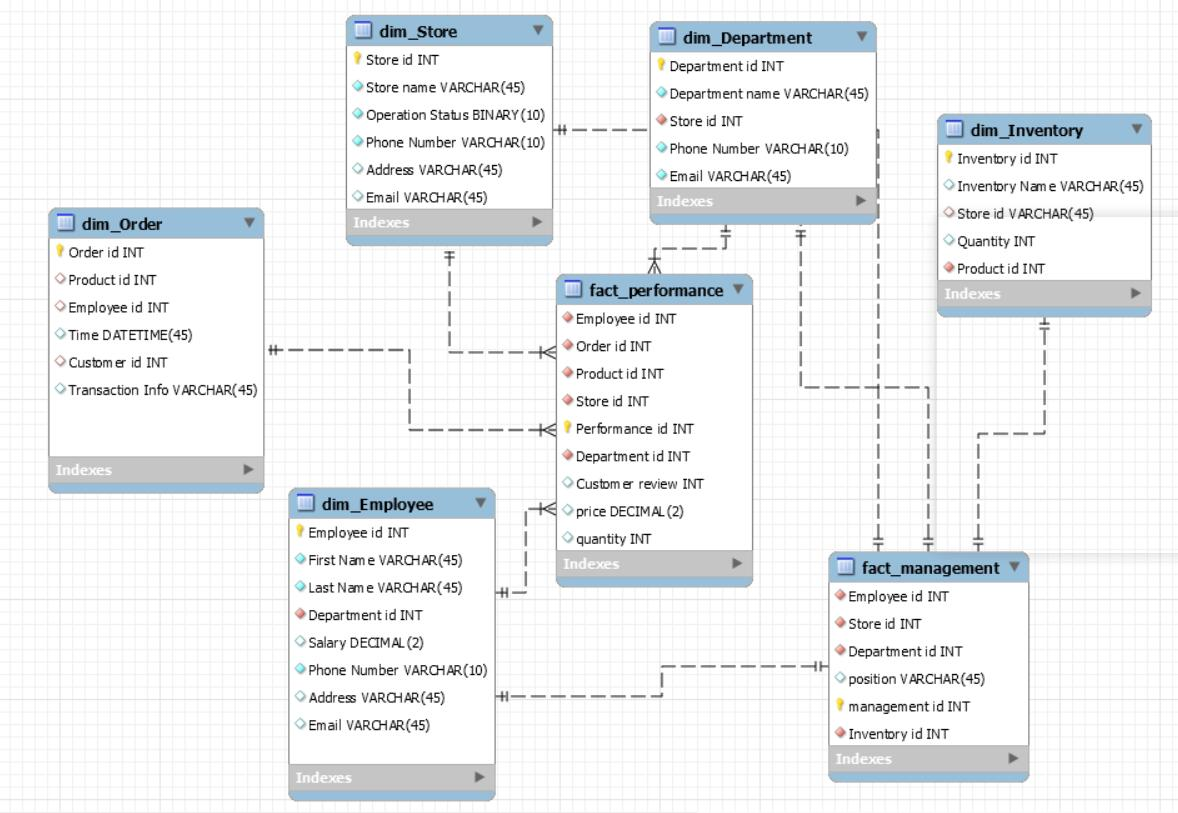 dim_Store
Store id INT
Store name VARCHAR(45)
Operation Status BINARY(10)
Phone Number VARCHAR(10)
Address VARCHAR(45)
Email VARCHAR(45)
Indexes
dim_Department
Department id INT
Department name VARCHAR(45)
Store id INT
Phone Number VARCHAR(10)
Email VARCHAR(45)
Indexes
dim_Inventory
Inventory id INT
Inventory Name VARCHAR(45)
Store id VARCHAR(45)
Quantity INT
Product id INT
Indexes
dim_Order
Order id INT
Product id INT
Employee id INT
Time DATETIME(45)
Customer id INT
Transaction Info VARCHAR(45)
Indexes
fact_performance
Employee id INT
Order id INT
Product id INT
Store id INT
Performance id INT
Department id INT
Customer review INT
price DECIMAL(2)
quantity INT
Indexes
dim_Employee
Employee id INT
First Name VARCHAR(45)
Last Name VARCHAR(45)
Department id INT
Salary DECIMAL(2)
Phone Number VARCHAR(10)
Address VARCHAR(45)
Email VARCHAR(45)
Indexes
fact_management
Employee id INT
Store id INT
Department id INT
position VARCHAR(45)
management id INT
Inventory id INT
Indexes